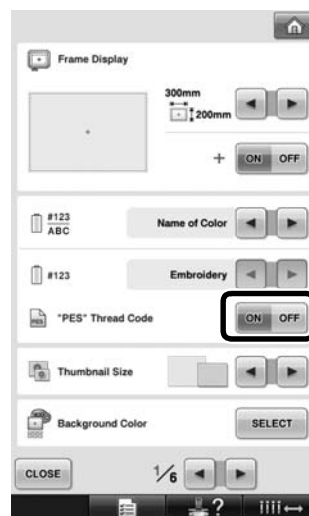 Frame Display
300mm
200mm
+ ON OFF
#123
ABC
Name of Color
#123
Embroidery
PES
"PES" Thread Code
ON OFF
Thumbnail Size
Background Color
SELECT
CLOSE
1/6
?